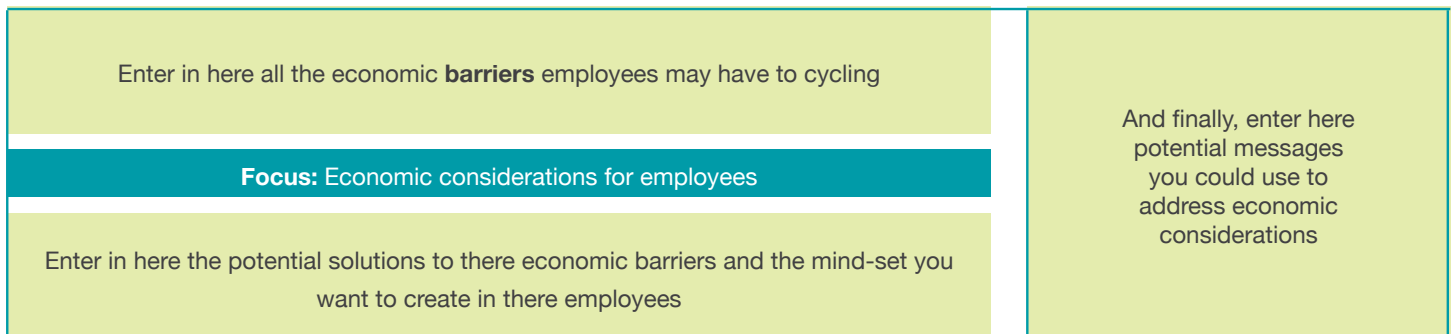 Enter in here all the economic barriers employees may have to cycling
Focus: Economic considerations for employees
Enter in here the potential solutions to there economic barriers and the mind-set you
want to create in there employees
And finally, enter here
potential messages
you could use to
address economic
considerations